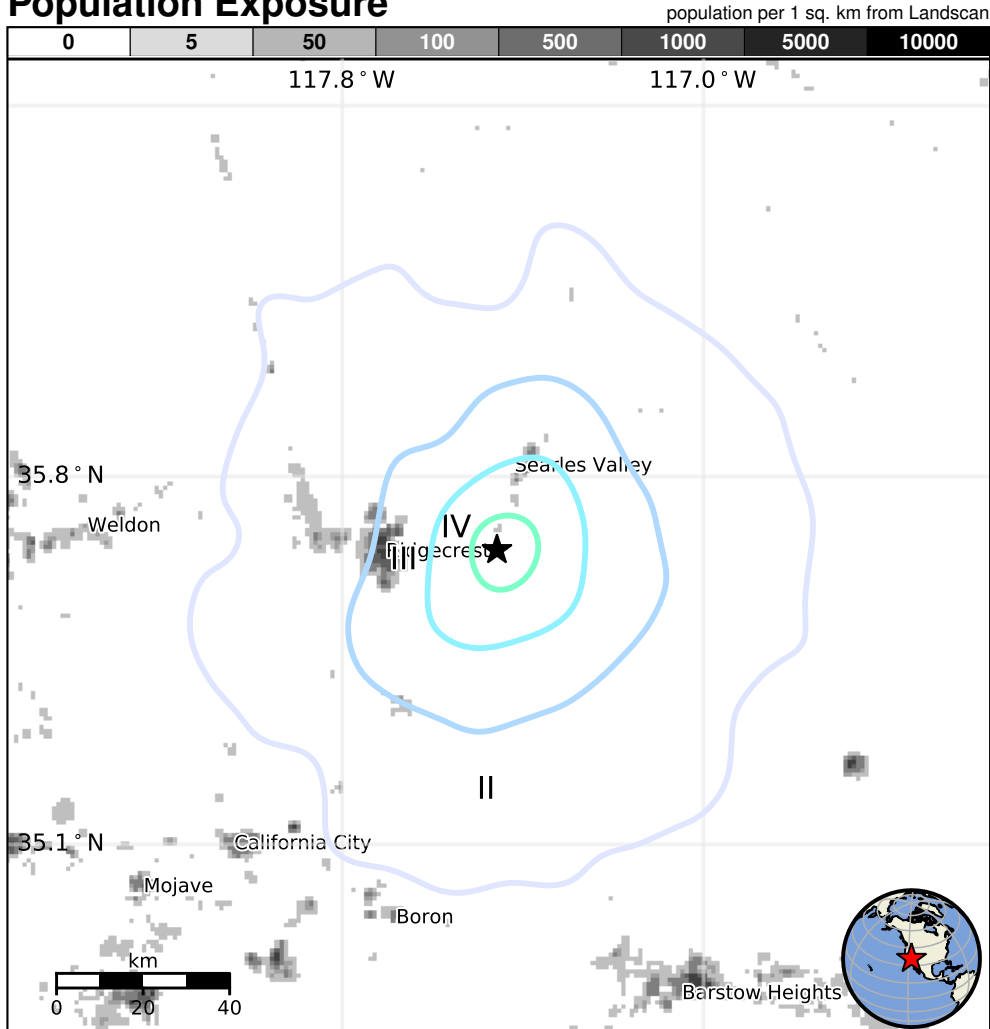 Population Exposure
population per 1 sq. km from Landscan
0 5 50 100 500 1000 5000 10000
117.8°W 117.0°W
Searles Valley
35.8°N
Weldon
IV
Ridgecrest
III
II
35.1°N
California City
Mojave
Boron
km
0 20 40
Barstow Heights